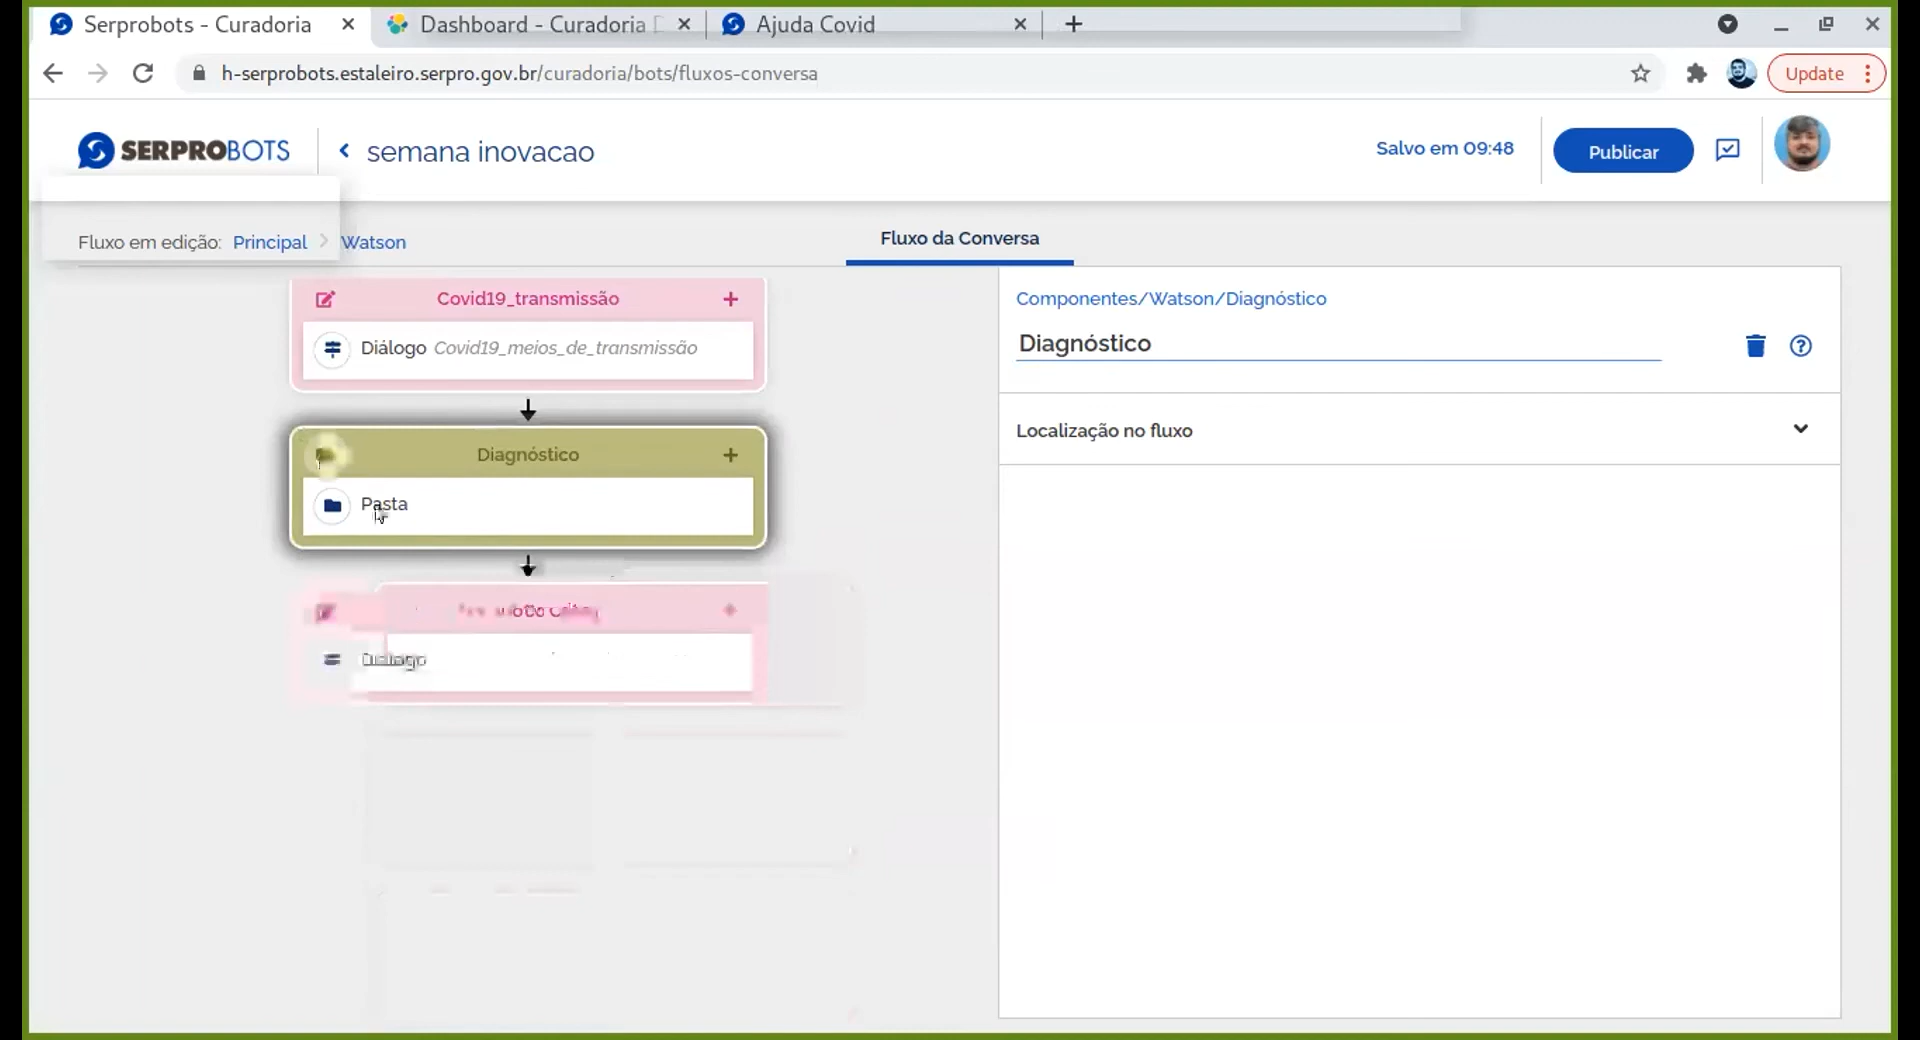 Serprobots - Curadoria
Dashboard - Curadoria
Ajuda Covid
h-serprobots.estaleiro.serpro.gov.br/curadoria/bots/fluxos-conversa
Update
SERPROBOTS
semana inovacao
Salvo em 09:48
Publicar
Fluxo em edição: Principal > Watson
Fluxo da Conversa
Covid19_transmissão
Diálogo Covid19_meios_de_transmissão
Diagnóstico
Pasta
Diálogo
Componentes/Watson/Diagnóstico
Diagnóstico
Localização no fluxo